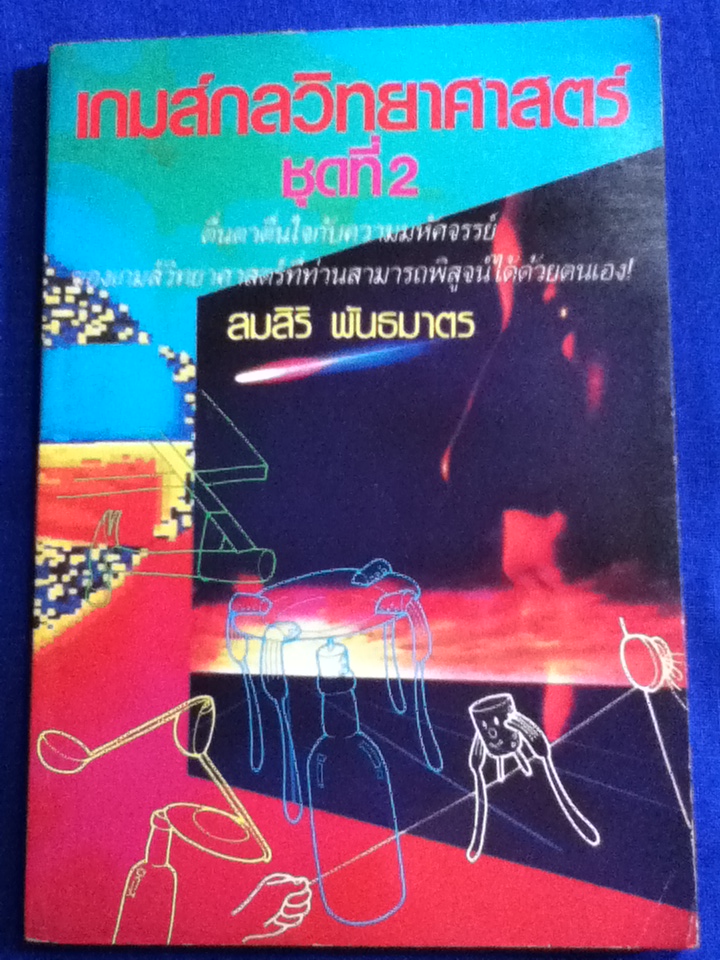 เกมส์กลวิทยาศาสตร์
ชุดที่2
ตื่นตาตื่นใจกับความมหัศจรรย์
ของเกมส์วิทยาศาสตร์ที่ท่านสามารถพิสูจน์ได้ด้วยตนเอง!
สมสิริ พันธมาตร